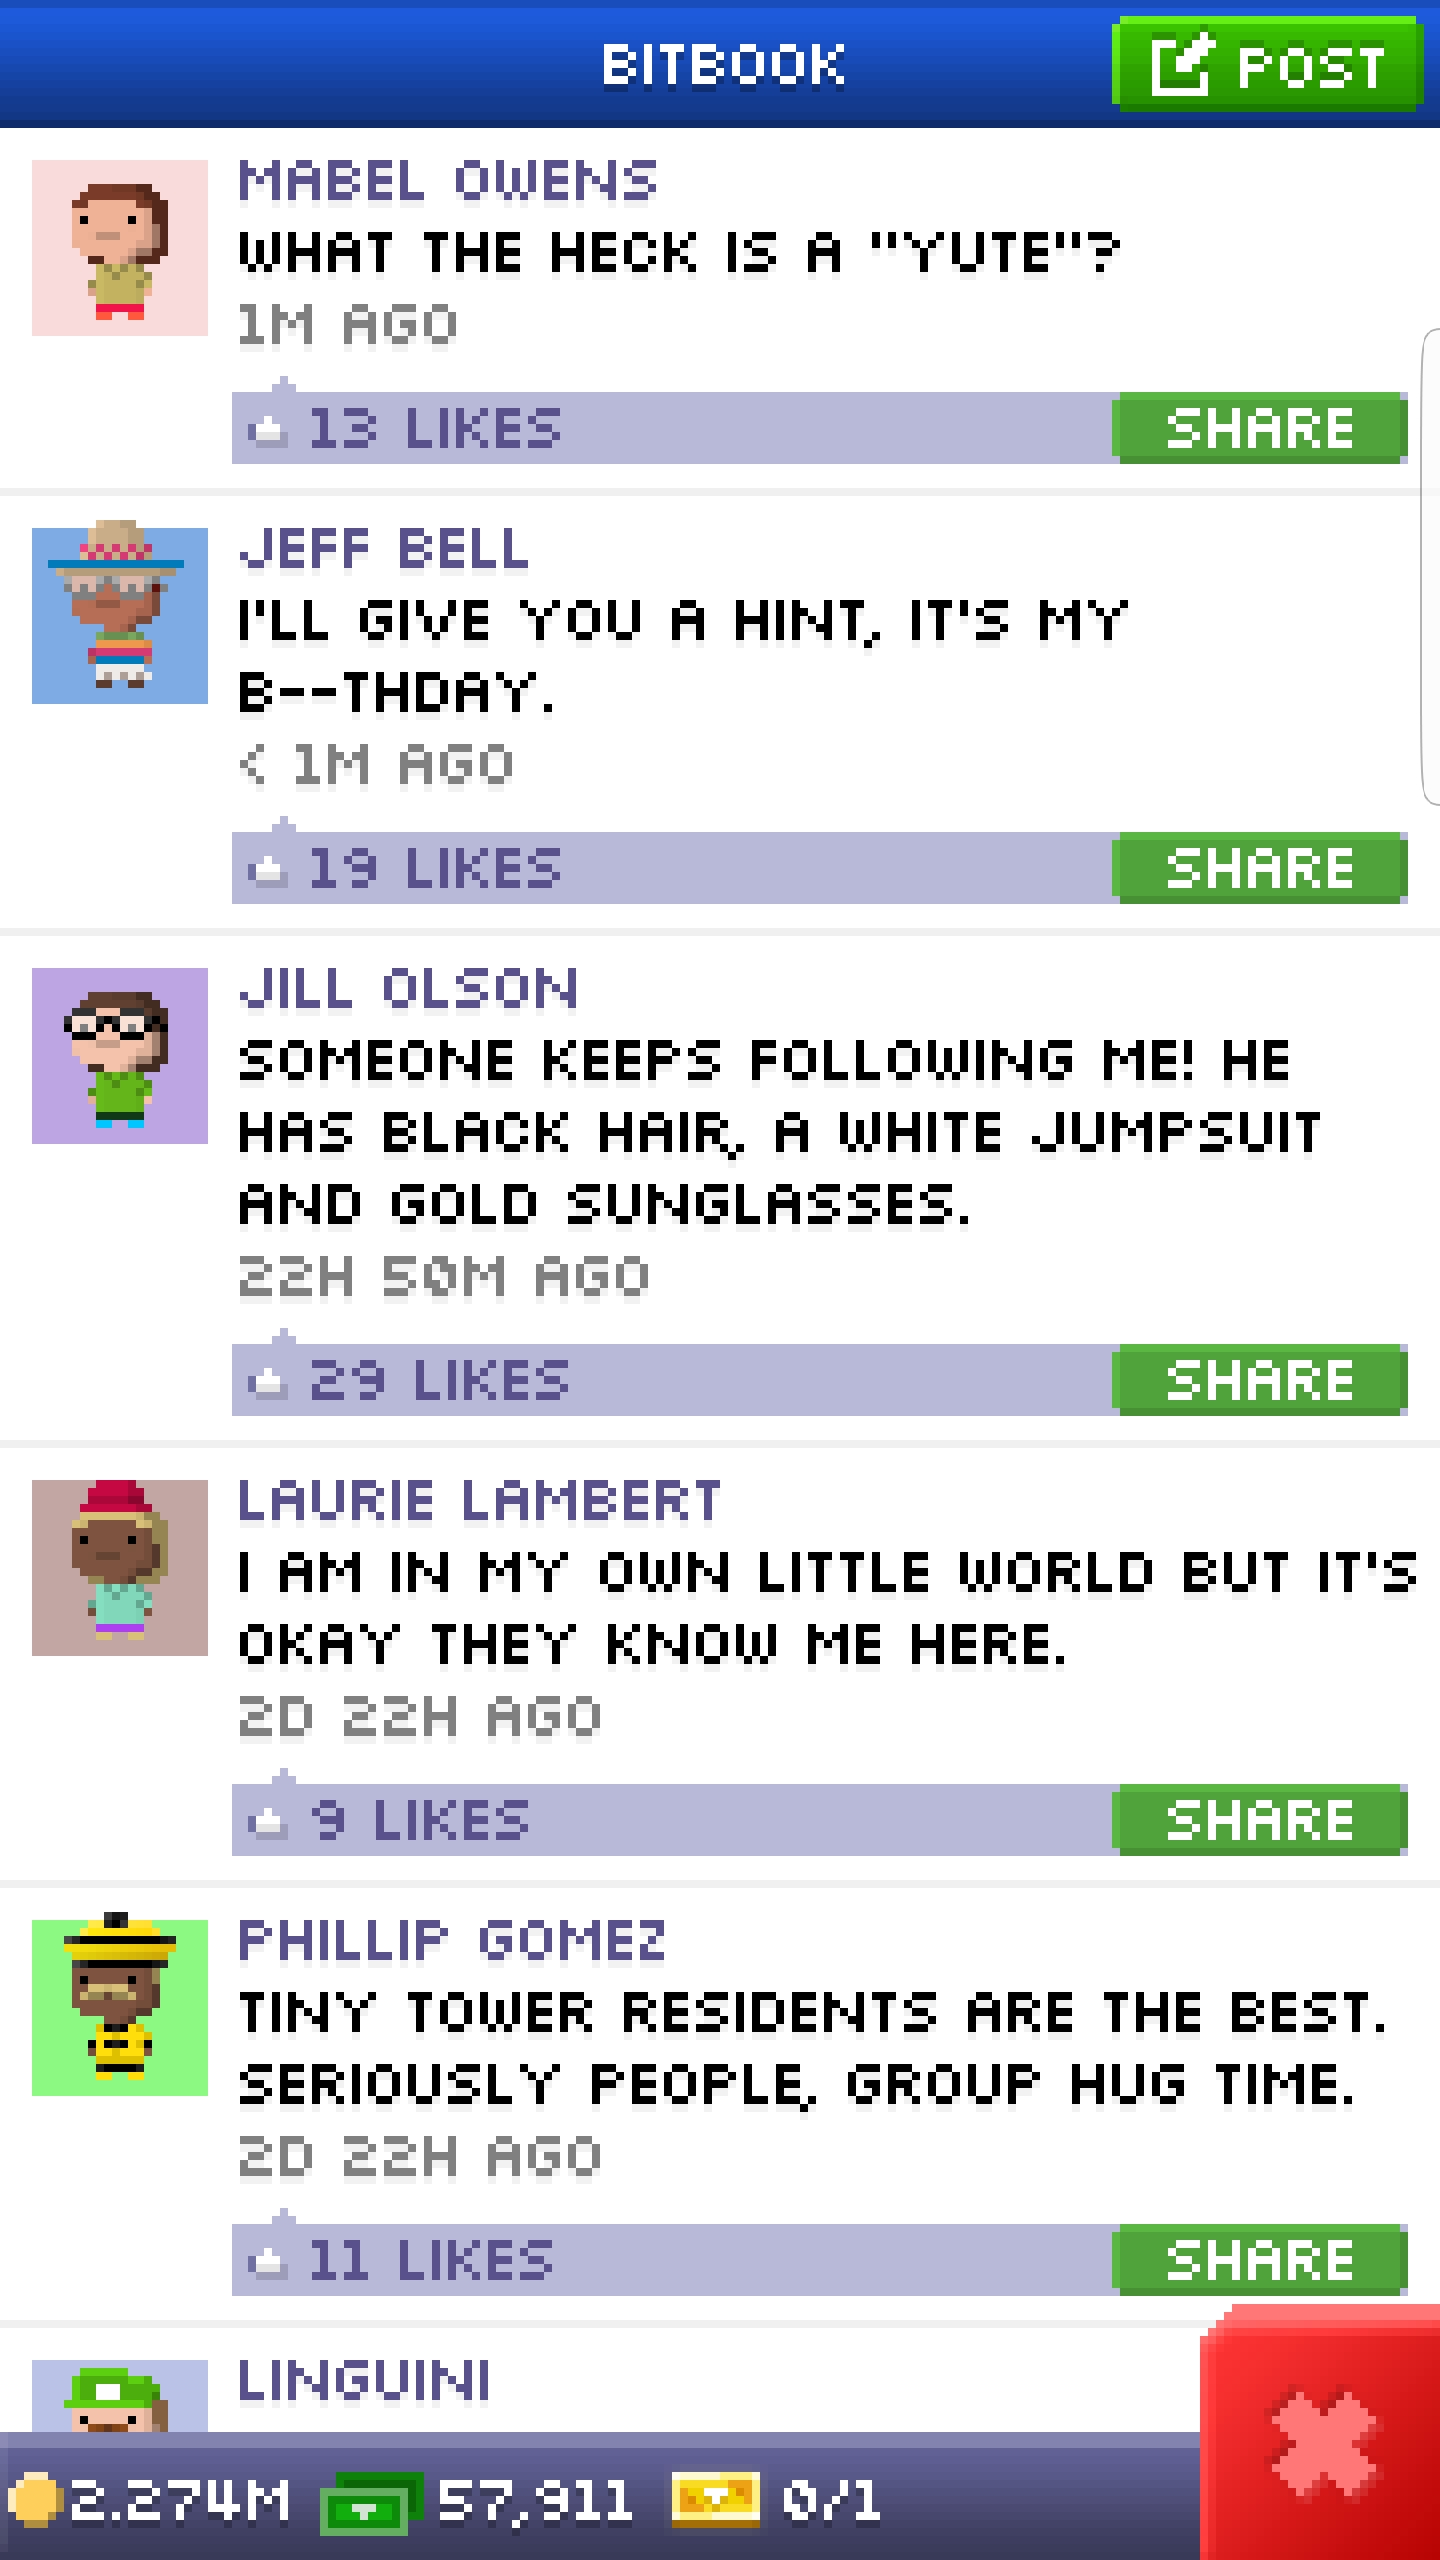 BITBOOK
POST
MABEL OWENS
WHAT THE HECK IS A "YUTE"?
1M AGO
13 LIKES
SHARE
JEFF BELL
I'LL GIVE YOU A HINT, IT'S MY
B--THDAY.
< 1M AGO
19 LIKES
SHARE
JILL OLSON
SOMEONE KEEPS FOLLOWING ME! HE
HAS BLACK HAIR, A WHITE JUMPSUIT
AND GOLD SUNGLASSES.
22H 50M AGO
29 LIKES
SHARE
LAURIE LAMBERT
I AM IN MY OWN LITTLE WORLD BUT IT'S
OKAY THEY KNOW ME HERE.
2D 22H AGO
9 LIKES
SHARE
PHILLIP GOMEZ
TINY TOWER RESIDENTS ARE THE BEST.
SERIOUSLY PEOPLE, GROUP HUG TIME.
2D 22H AGO
11 LIKES
SHARE
LINGUINI
2.274M
57,911
0/1